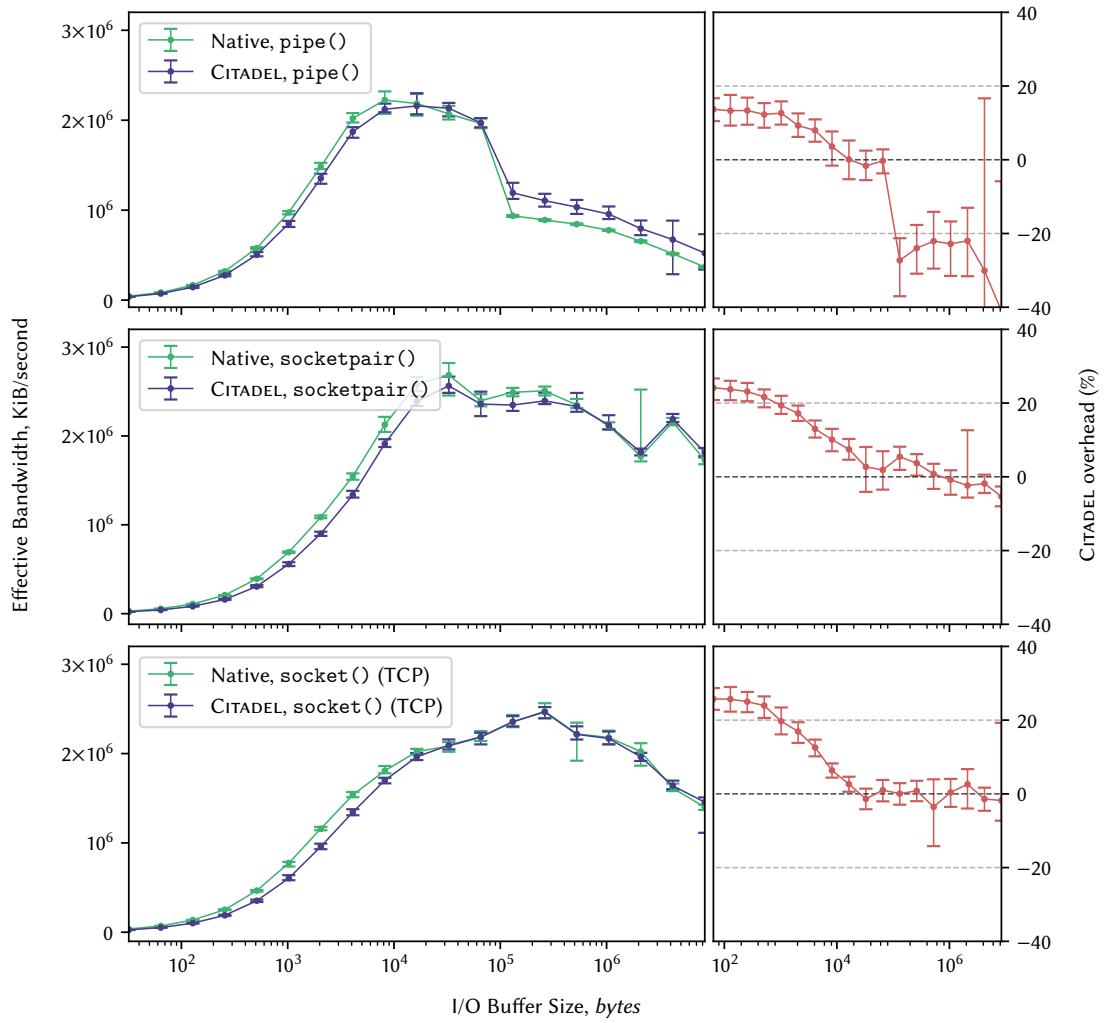 3×10⁶
2×10⁶
10⁶
0
Native, pipe()
CITADEL, pipe()
40
20
0
−20
−40
3×10⁶
2×10⁶
10⁶
0
Native, socketpair()
CITADEL, socketpair()
40
20
0
−20
−40
3×10⁶
2×10⁶
10⁶
0
Native, socket() (TCP)
CITADEL, socket() (TCP)
40
20
0
−20
−40
Effective Bandwidth, KiB/second
CITADEL overhead (%)
10² 10³ 10⁴ 10⁵ 10⁶
10² 10⁴ 10⁶
I/O Buffer Size, bytes